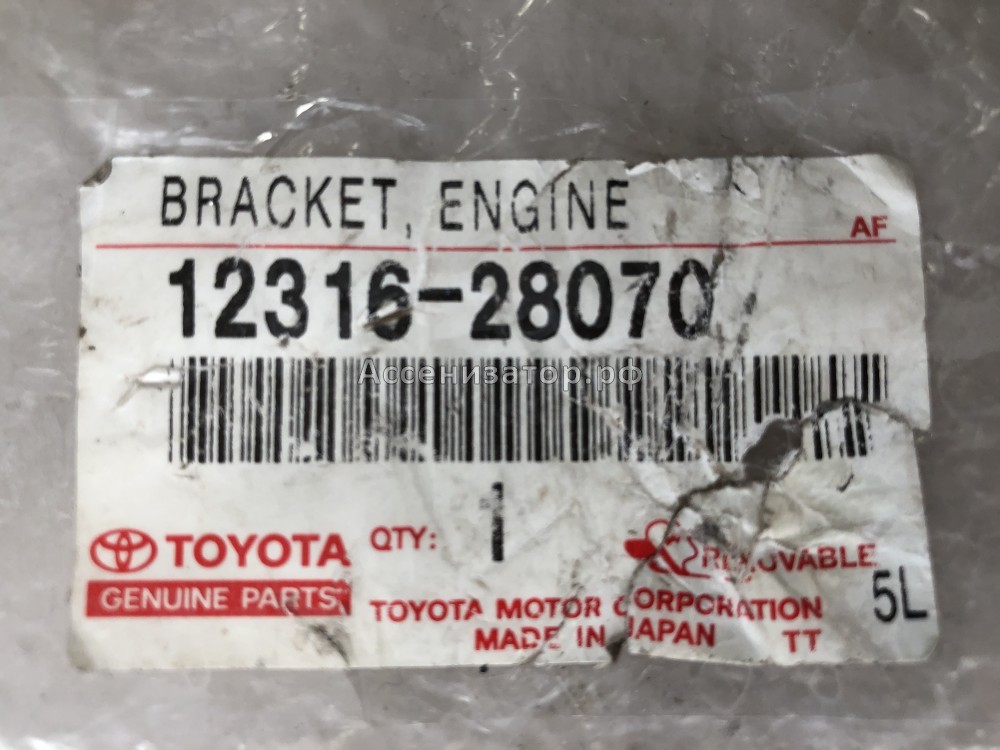 BRACKET, ENGINE
AF
12316-28070
Ассенизатор.рф
TOYOTA
GENUINE PARTS
QTY: 1
REMOVABLE
TOYOTA MOTOR CORPORATION
MADE IN JAPAN TT
5L